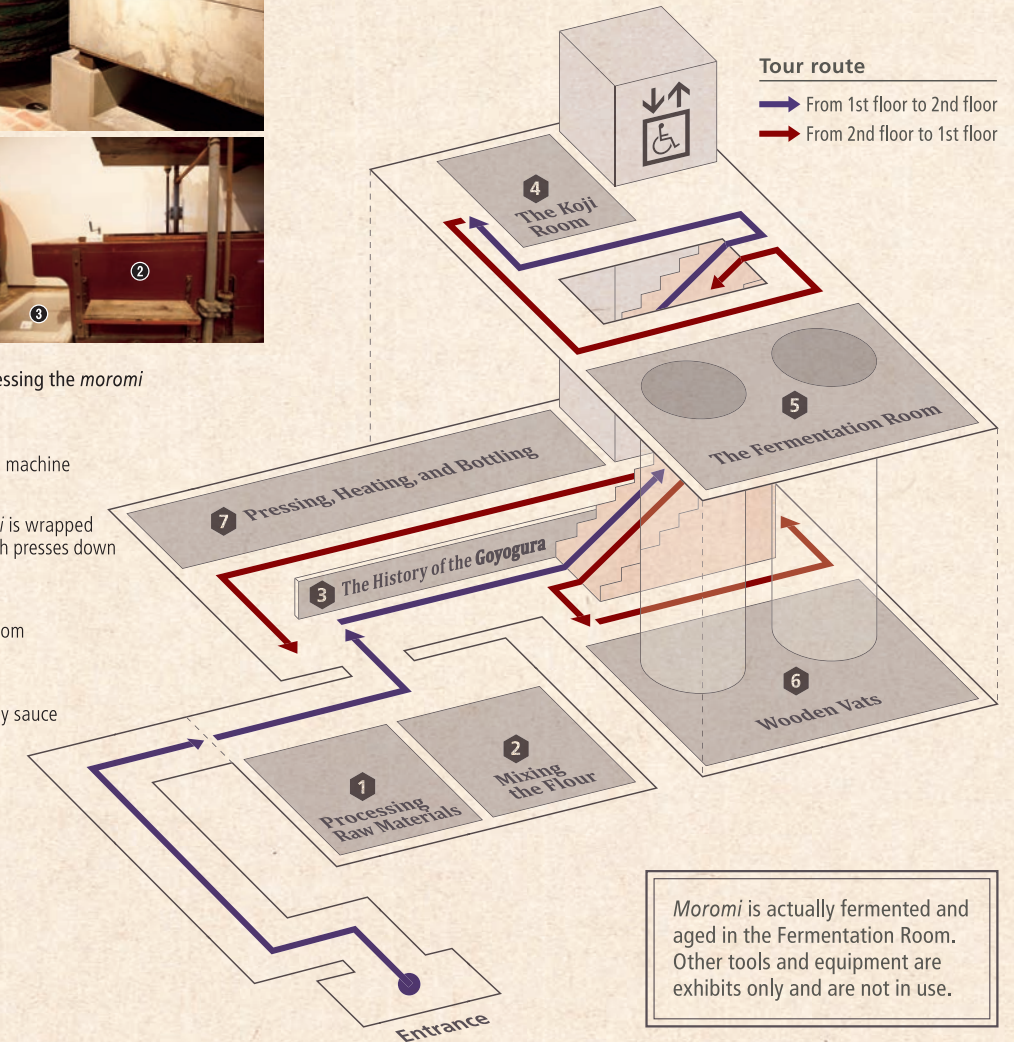 Tour route
From 1st floor to 2nd floor
From 2nd floor to 1st floor
4
The Koji
Room
2
3
essing the moromi
machine
is wrapped
presses down
om
y sauce
5
The Fermentation Room
7 Pressing, Heating, and Bottling
3 The History of the Goyogura
6
Wooden Vats
1
Processing
Raw Materials
2
Mixing
the Flour
Entrance
Moromi is actually fermented and
aged in the Fermentation Room.
Other tools and equipment are
exhibits only and are not in use.